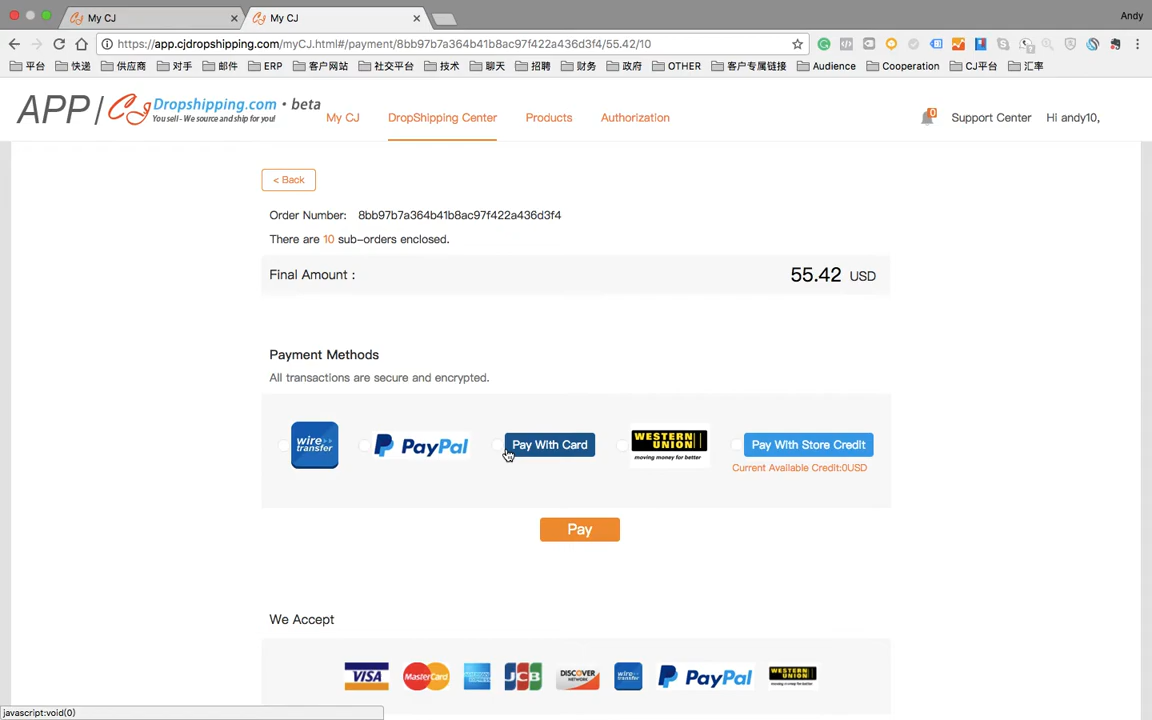 My CJ
My CJ
Andy
https://app.cjdropshipping.com/myCJ.html#/payment/8bb97b7a364b41b8ac97f422a436d3f4/55.42/10
平台 快递 供应商 对手 邮件 ERP 客户网站 社交平台 技术 聊天 招聘 财务 政府 OTHER 客户专属链接 Audience Cooperation CJ平台 汇率
APP / CJ Dropshipping.com • beta
You sell - We source and ship for you!
My CJ DropShipping Center Products Authorization
0
Support Center Hi andy10,
< Back
Order Number: 8bb97b7a364b41b8ac97f422a436d3f4
There are 10 sub-orders enclosed.
Final Amount : 55.42 USD
Payment Methods
All transactions are secure and encrypted.
wire transfer
PayPal
Pay With Card
WESTERN UNION
moving money for better
Pay With Store Credit
Current Available Credit:0USD
Pay
We Accept
VISA MasterCard AMERICAN EXPRESS JCB DISCOVER NETWORK wire transfer PayPal WESTERN UNION
javascript:void(0)